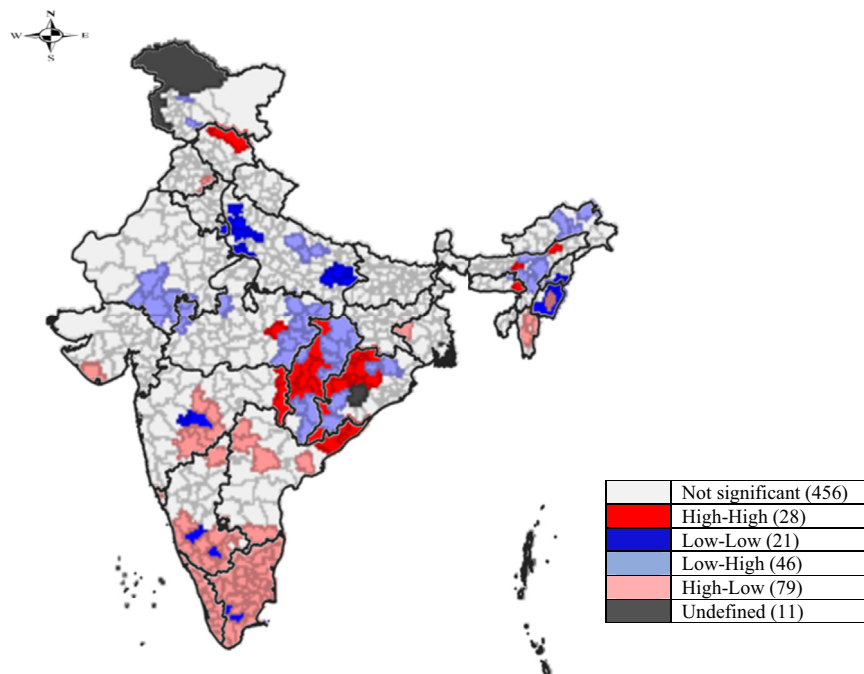 N
W E
S
Not significant (456)
High-High (28)
Low-Low (21)
Low-High (46)
High-Low (79)
Undefined (11)